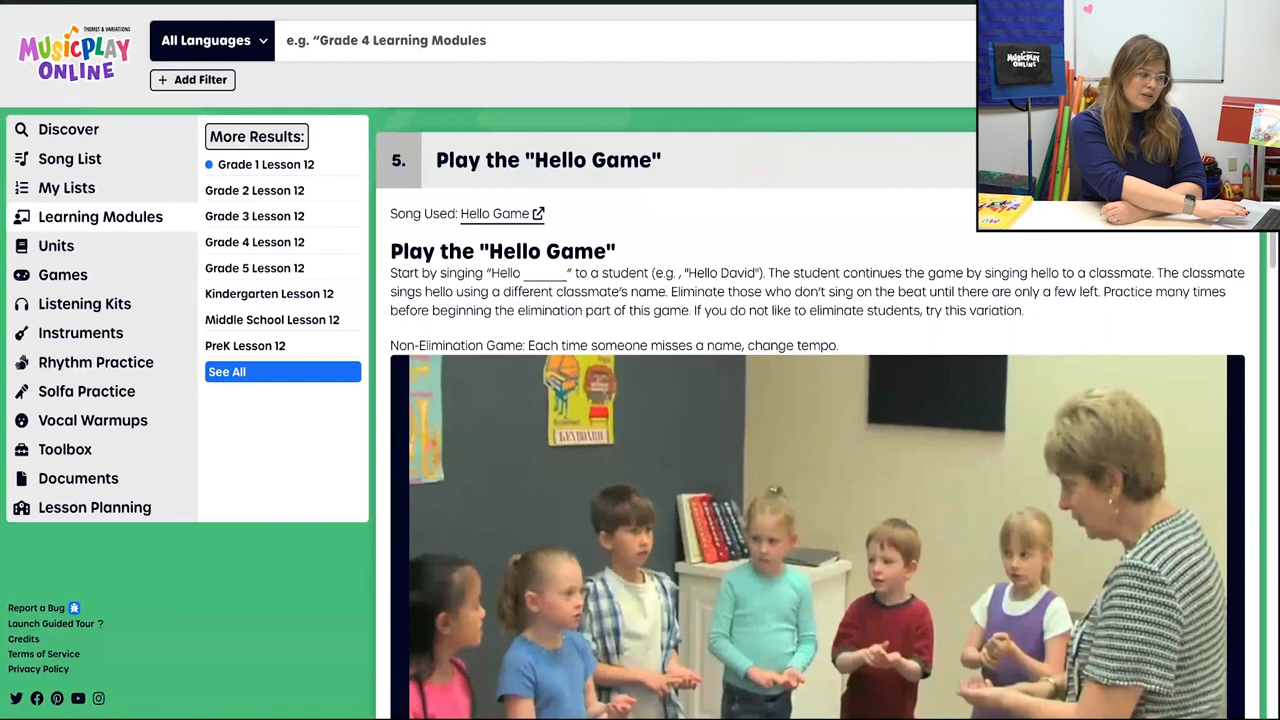 THEMES & VARIATIONS
MUSICPLAY
ONLINE
All Languages
e.g. “Grade 4 Learning Modules
+ Add Filter
Discover
Song List
My Lists
Learning Modules
Units
Games
Listening Kits
Instruments
Rhythm Practice
Solfa Practice
Vocal Warmups
Toolbox
Documents
Lesson Planning
More Results:
Grade 1 Lesson 12
Grade 2 Lesson 12
Grade 3 Lesson 12
Grade 4 Lesson 12
Grade 5 Lesson 12
Kindergarten Lesson 12
Middle School Lesson 12
PreK Lesson 12
See All
5. Play the "Hello Game"
Song Used: Hello Game
Play the "Hello Game"
Start by singing “Hello ______” to a student (e.g. , "Hello David”). The student continues the game by singing hello to a classmate. The classmate
sings hello using a different classmate’s name. Eliminate those who don’t sing on the beat until there are only a few left. Practice many times
before beginning the elimination part of this game. If you do not like to eliminate students, try this variation.
Non-Elimination Game: Each time someone misses a name, change tempo.
KEYBOARD
MUSICPLAY
ONLINE
Report a Bug
Launch Guided Tour ?
Credits
Terms of Service
Privacy Policy